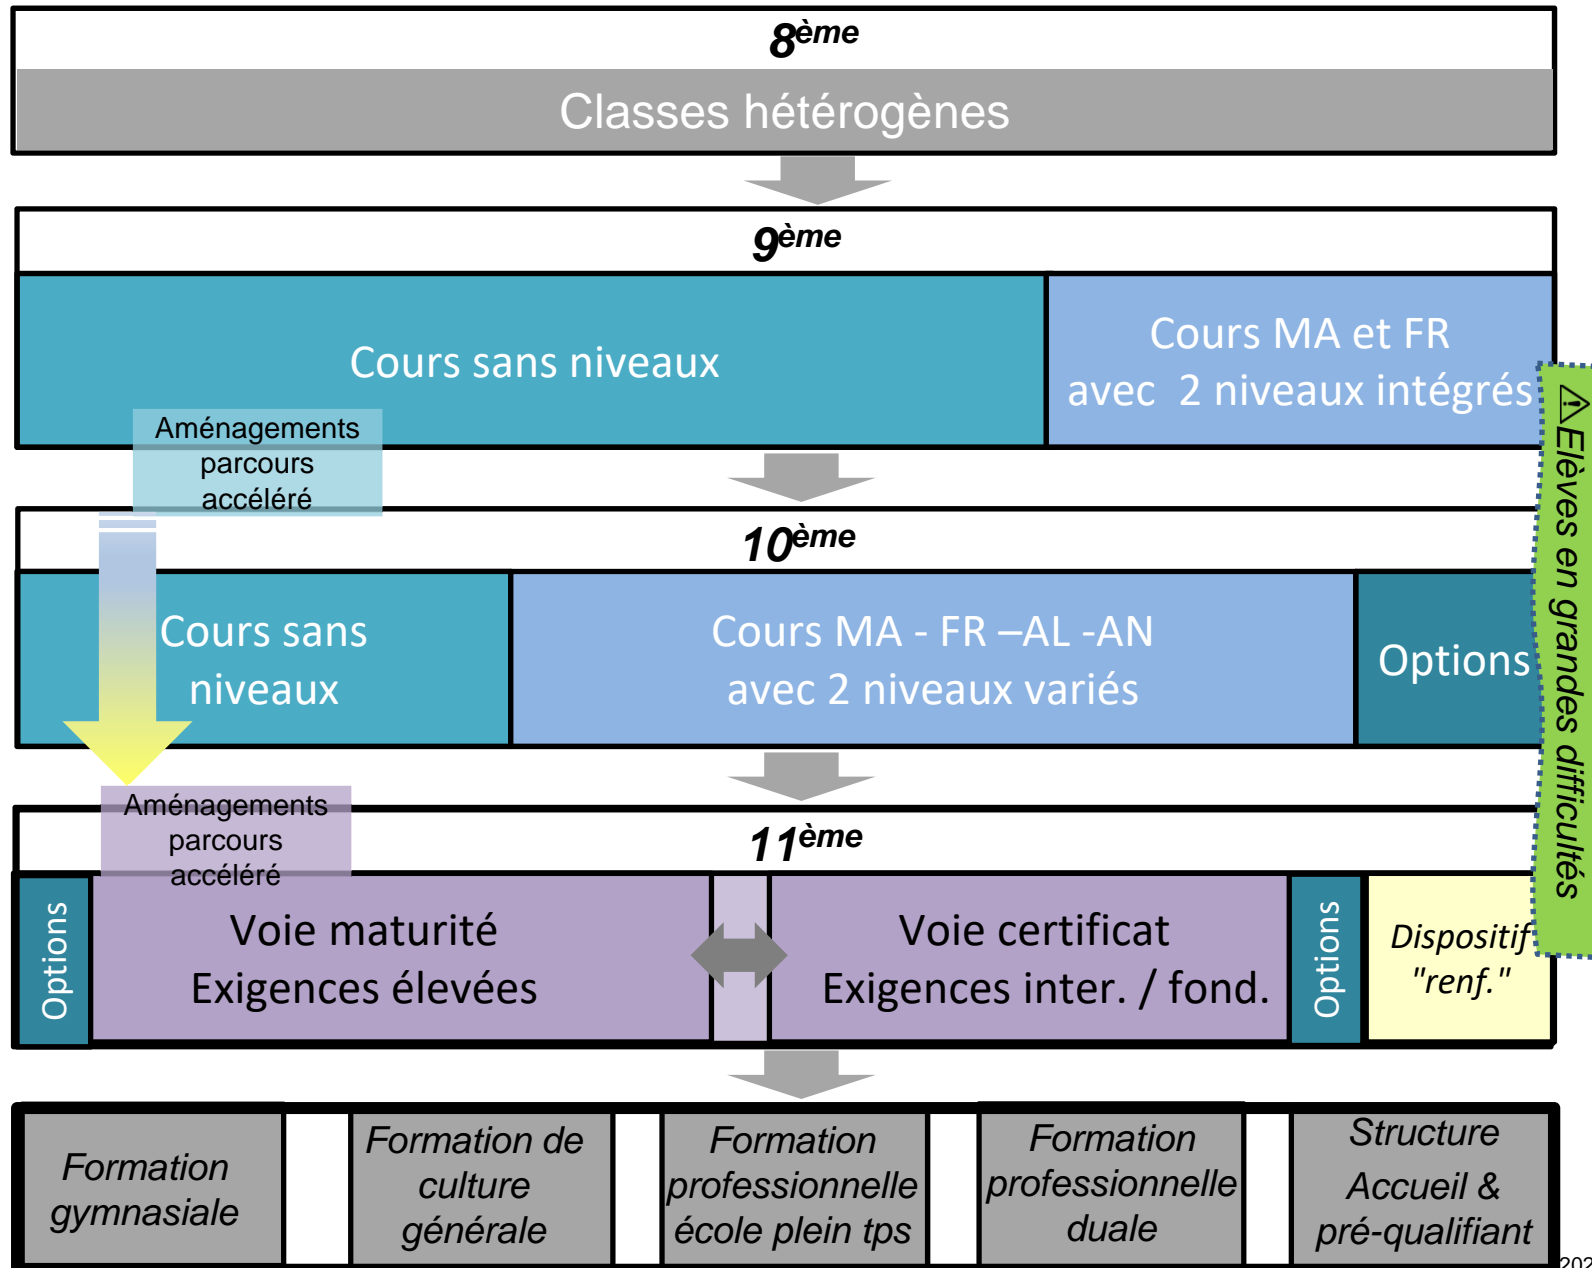 8ème
Classes hétérogènes
9ème
Cours sans niveaux
Cours MA et FR
avec 2 niveaux intégrés
Aménagements
parcours
accéléré
⚠Elèves en grandes difficultés
10ème
Cours sans
niveaux
Cours MA - FR –AL -AN
avec 2 niveaux variés
Options
Aménagements
parcours
accéléré
11ème
Options
Voie maturité
Exigences élevées
Voie certificat
Exigences inter. / fond.
Options
Dispositif
"renf."
Formation
gymnasiale
Formation de
culture
générale
Formation
professionnelle
école plein tps
Formation
professionnelle
duale
Structure
Accueil &
pré-qualifiant
202